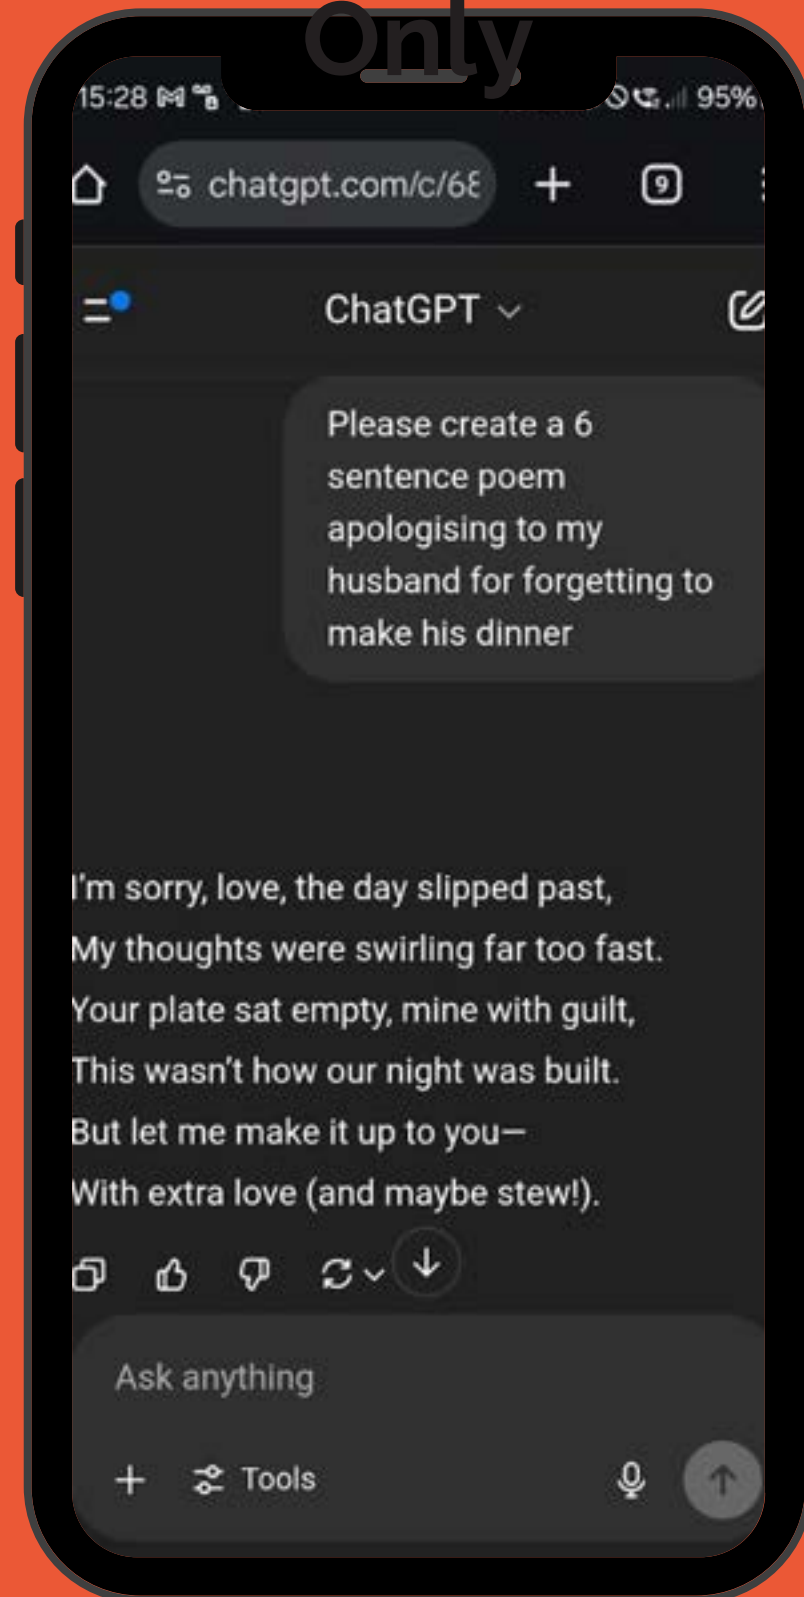 Only
15:28 95%
chatgpt.com/c/68 9
ChatGPT
Please create a 6
sentence poem
apologising to my
husband for forgetting to
make his dinner
I'm sorry, love, the day slipped past,
My thoughts were swirling far too fast.
Your plate sat empty, mine with guilt,
This wasn't how our night was built.
But let me make it up to you—
With extra love (and maybe stew!).
Ask anything
Tools